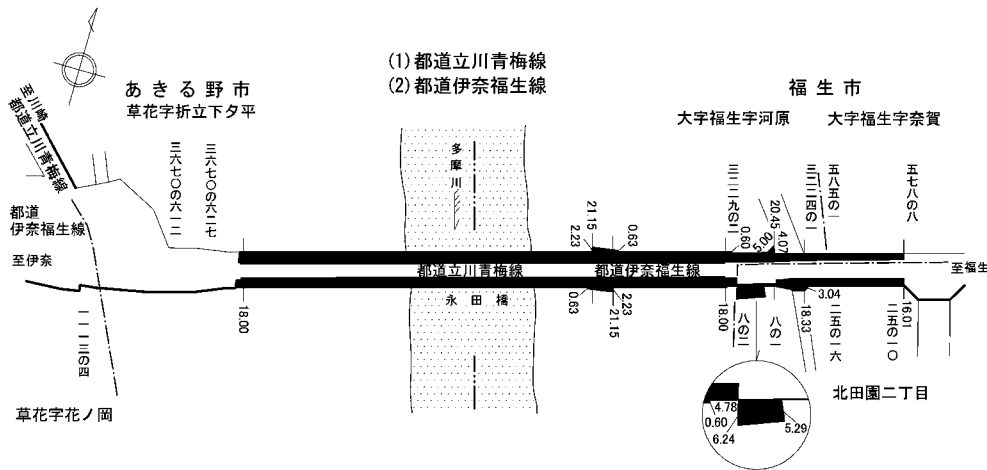 (1) 都道立川青梅線
(2) 都道伊奈福生線
あきる野市
草花字折立下夕平
福生市
大字福生字河原
大字福生字奈賀
至川崎
都道立川青梅線
三六七〇の六一二
三六七〇の六二七
多摩川
三二二九の二
三二二四の一
五八五の一
五七八の八
都道
伊奈福生線
至伊奈
21.15
2.23
0.63
0.60
5.00
20.45
4.07
都道立川青梅線
都道伊奈福生線
至福生
永田橋
18.00
0.63
2.23
21.15
18.00
八の二
八の一
18.33
3.04
二五の一六
二五の一〇
16.01
一一一三の四
草花字花ノ岡
北田園二丁目
4.78
0.60
6.24
5.29